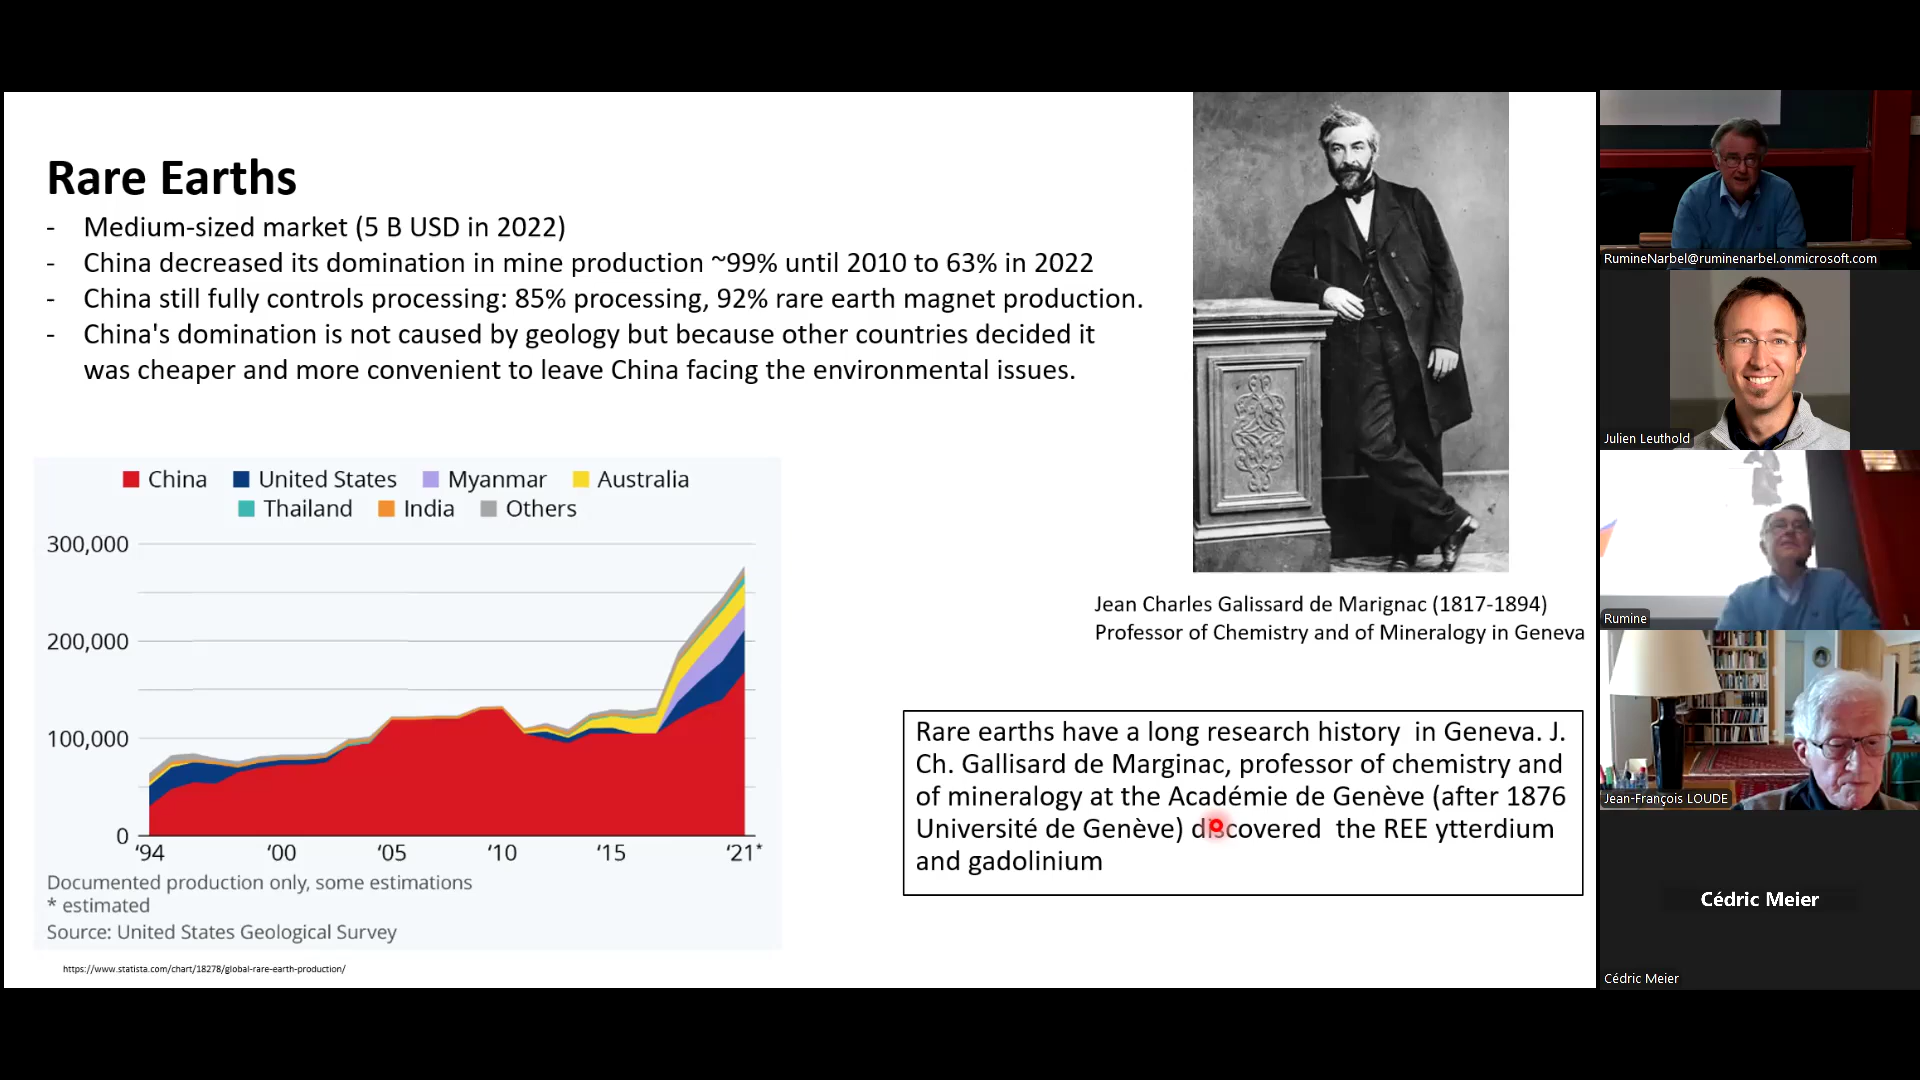 Rare Earths
- Medium-sized market (5 B USD in 2022)
- China decreased its domination in mine production ~99% until 2010 to 63% in 2022
- China still fully controls processing: 85% processing, 92% rare earth magnet production.
- China's domination is not caused by geology but because other countries decided it
was cheaper and more convenient to leave China facing the environmental issues.
China United States Myanmar Australia
Thailand India Others
300,000
200,000
100,000
0
‘94 ‘00 ‘05 ‘10 ‘15 ‘21*
Documented production only, some estimations
* estimated
Source: United States Geological Survey
https://www.statista.com/chart/18278/global-rare-earth-production/
Jean Charles Galissard de Marignac (1817-1894)
Professor of Chemistry and of Mineralogy in Geneva
Rare earths have a long research history in Geneva. J.
Ch. Gallisard de Marginac, professor of chemistry and
of mineralogy at the Académie de Genève (after 1876
Université de Genève) discovered the REE ytterdium
and gadolinium
RumineNarbel@ruminenarbel.onmicrosoft.com
Julien Leuthold
Rumine
Jean-François LOUDE
Cédric Meier
Cédric Meier